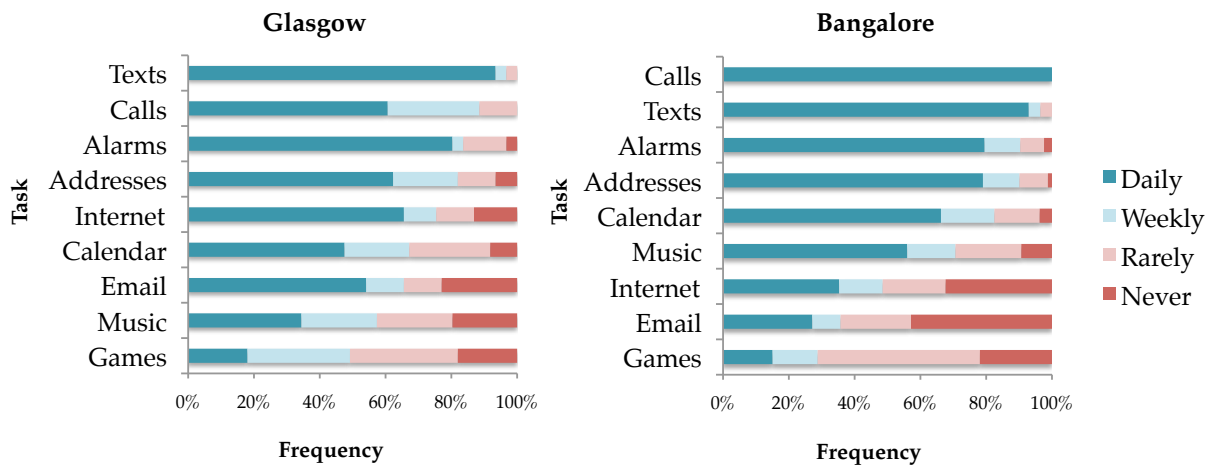 Glasgow
Task
Texts
Calls
Alarms
Addresses
Internet
Calendar
Email
Music
Games
0% 20% 40% 60% 80% 100%
Frequency
Bangalore
Task
Calls
Texts
Alarms
Addresses
Calendar
Music
Internet
Email
Games
0% 20% 40% 60% 80% 100%
Frequency
Daily
Weekly
Rarely
Never